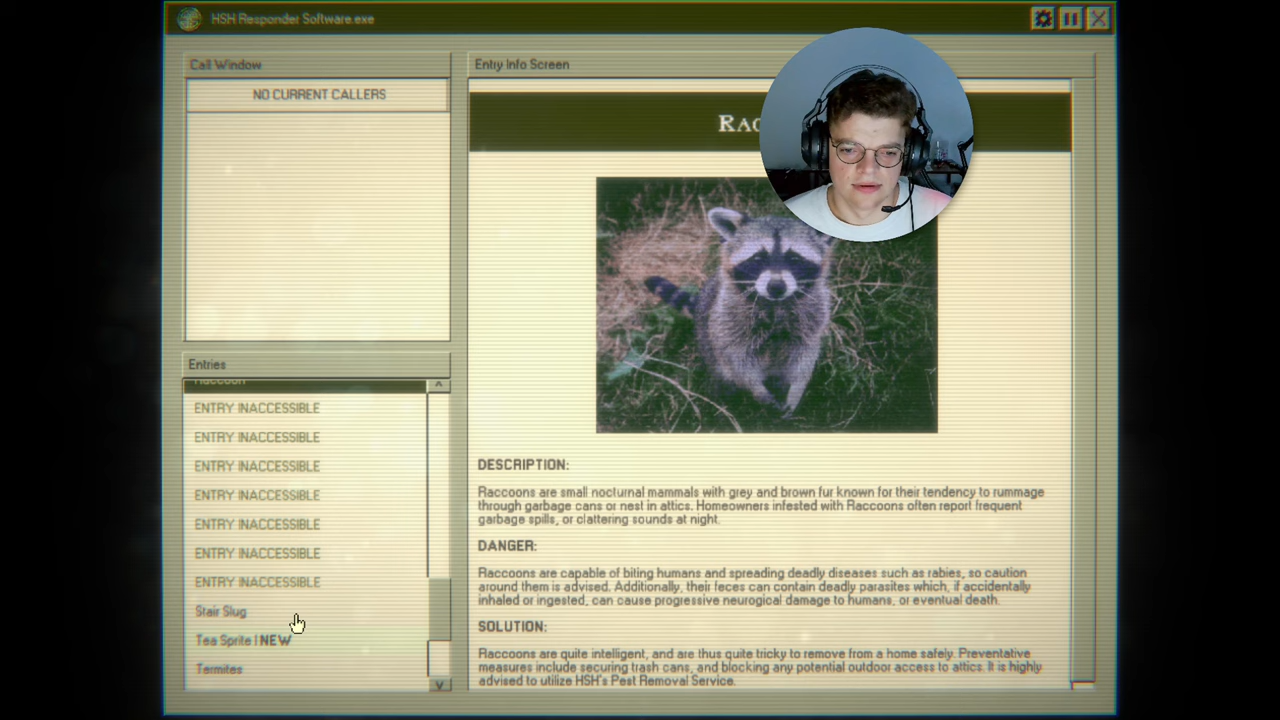 HSH Responder Software.exe
Call Window
NO CURRENT CALLERS
Entry Info Screen
Entries
Raccoon
ENTRY INACCESSIBLE
ENTRY INACCESSIBLE
ENTRY INACCESSIBLE
ENTRY INACCESSIBLE
ENTRY INACCESSIBLE
ENTRY INACCESSIBLE
ENTRY INACCESSIBLE
Stair Slug
Tea Sprite | NEW
Termites
DESCRIPTION:
Raccoons are small nocturnal mammals with grey and brown fur known for their tendency to rummage
through garbage cans or nest in attics. Homeowners infested with Raccoons often report frequent
garbage spills, or clattering sounds at night.
DANGER:
Raccoons are capable of biting humans and spreading deadly diseases such as rabies, so caution
around them is advised. Additionally, their feces can contain deadly parasites which, if accidentally
inhaled or ingested, can cause progressive neurogical damage to humans, or eventual death.
SOLUTION:
Raccoons are quite intelligent, and are thus quite tricky to remove from a home safely. Preventative
measures include securing trash cans, and blocking any potential outdoor access to attics. It is highly
advised to utilize HSH's Pest Removal Service.